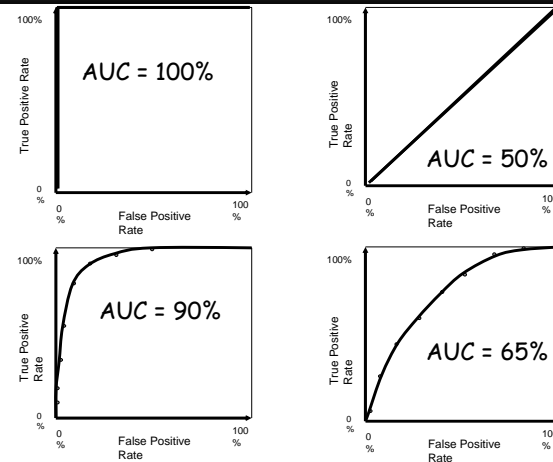 100%
True Positive Rate
AUC = 100%
0
%
0
%
False Positive
Rate
100
%
100%
True Positive
Rate
AUC = 50%
0
%
0
%
False Positive
Rate
10
%
100%
True Positive
Rate
AUC = 90%
0
%
0
%
False Positive
Rate
100
%
100%
True Positive
Rate
AUC = 65%
0
%
0
%
False Positive
Rate
10
%